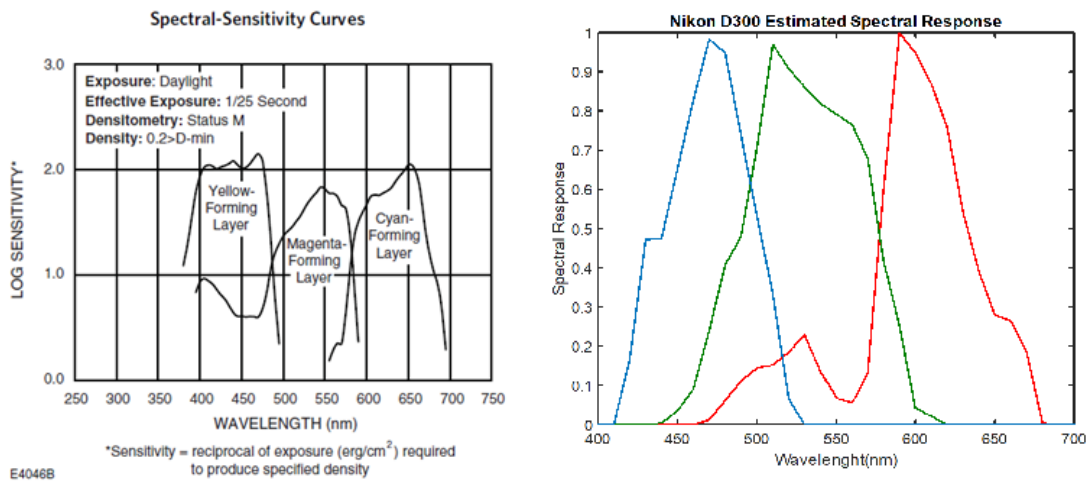 Spectral-Sensitivity Curves
3.0
2.0
1.0
0.0
LOG SENSITIVITY*
Exposure: Daylight
Effective Exposure: 1/25 Second
Densitometry: Status M
Density: 0.2>D-min
Yellow-
Forming
Layer
Magenta-
Forming
Layer
Cyan-
Forming
Layer
250 300 350 400 450 500 550 600 650 700 750
WAVELENGTH (nm)
*Sensitivity = reciprocal of exposure (erg/cm²) required
to produce specified density
E4046B
Nikon D300 Estimated Spectral Response
1
0.9
0.8
0.7
0.6
0.5
0.4
0.3
0.2
0.1
0
Spectral Response
400 450 500 550 600 650 700
Wavelenght(nm)